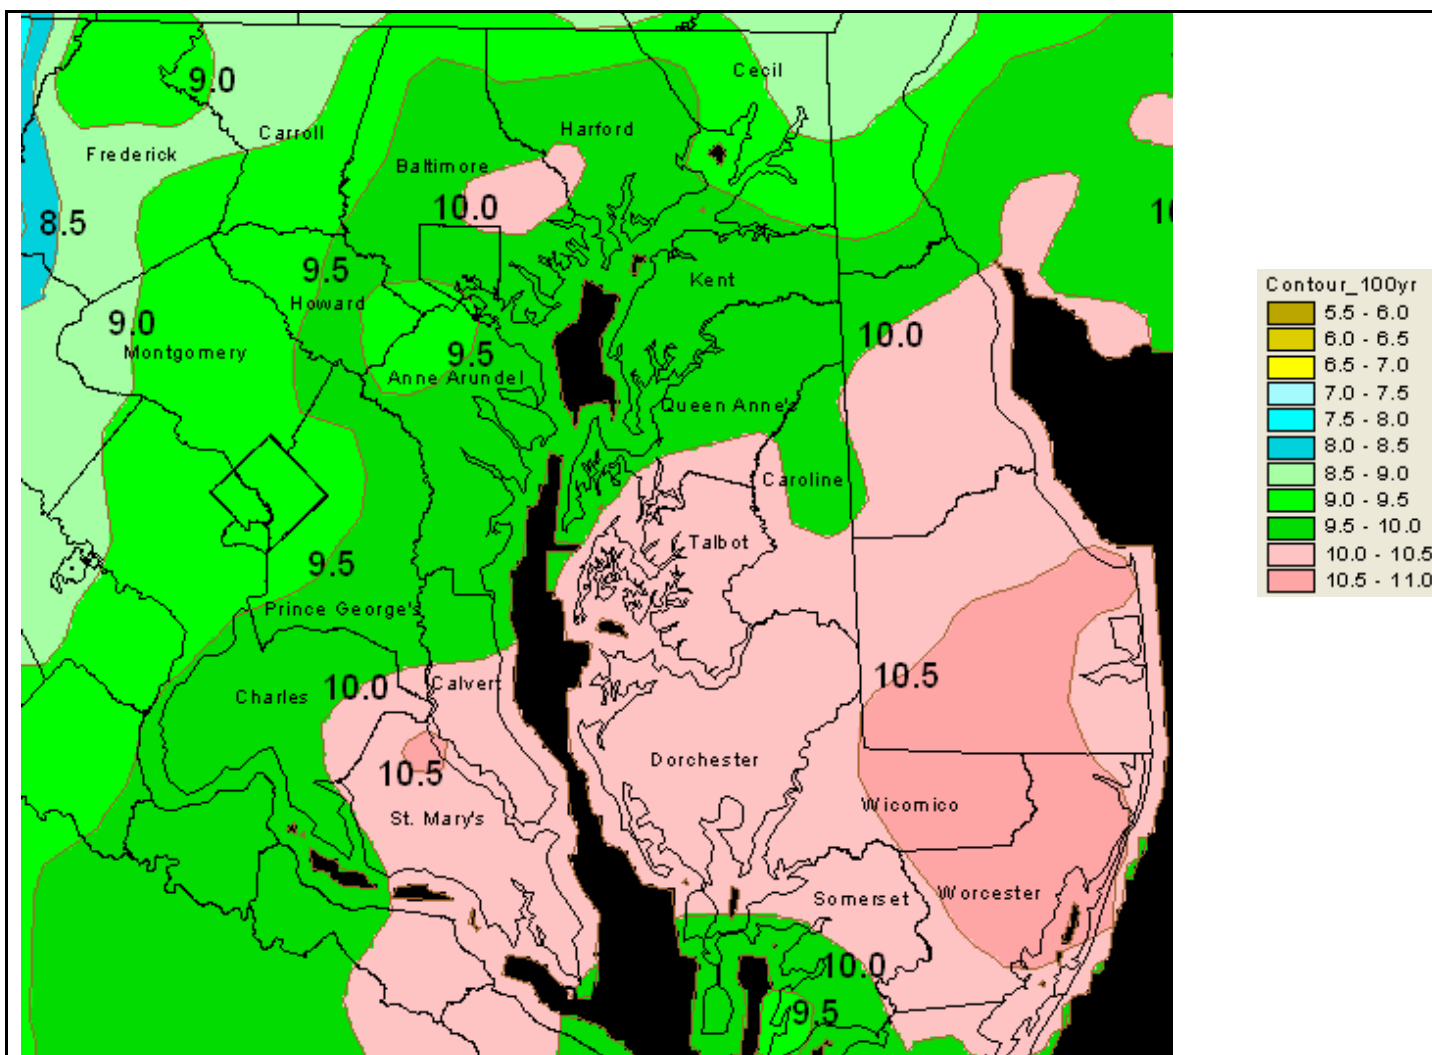 Cecil
9.0
Carroll
Harford
Frederick
Baltimore
10.0
8.5
9.5
Kent
Howard
9.0
10.0
Montgomery
9.5
Anne Arundel
Queen Anne's
Caroline
Talbot
9.5
Prince George's
10.0
Calvert
10.5
Charles
Dorchester
10.5
Wicomico
St. Mary's
Somerset
Worcester
10.0
9.5
Contour_100yr
5.5 - 6.0
6.0 - 6.5
6.5 - 7.0
7.0 - 7.5
7.5 - 8.0
8.0 - 8.5
8.5 - 9.0
9.0 - 9.5
9.5 - 10.0
10.0 - 10.5
10.5 - 11.0